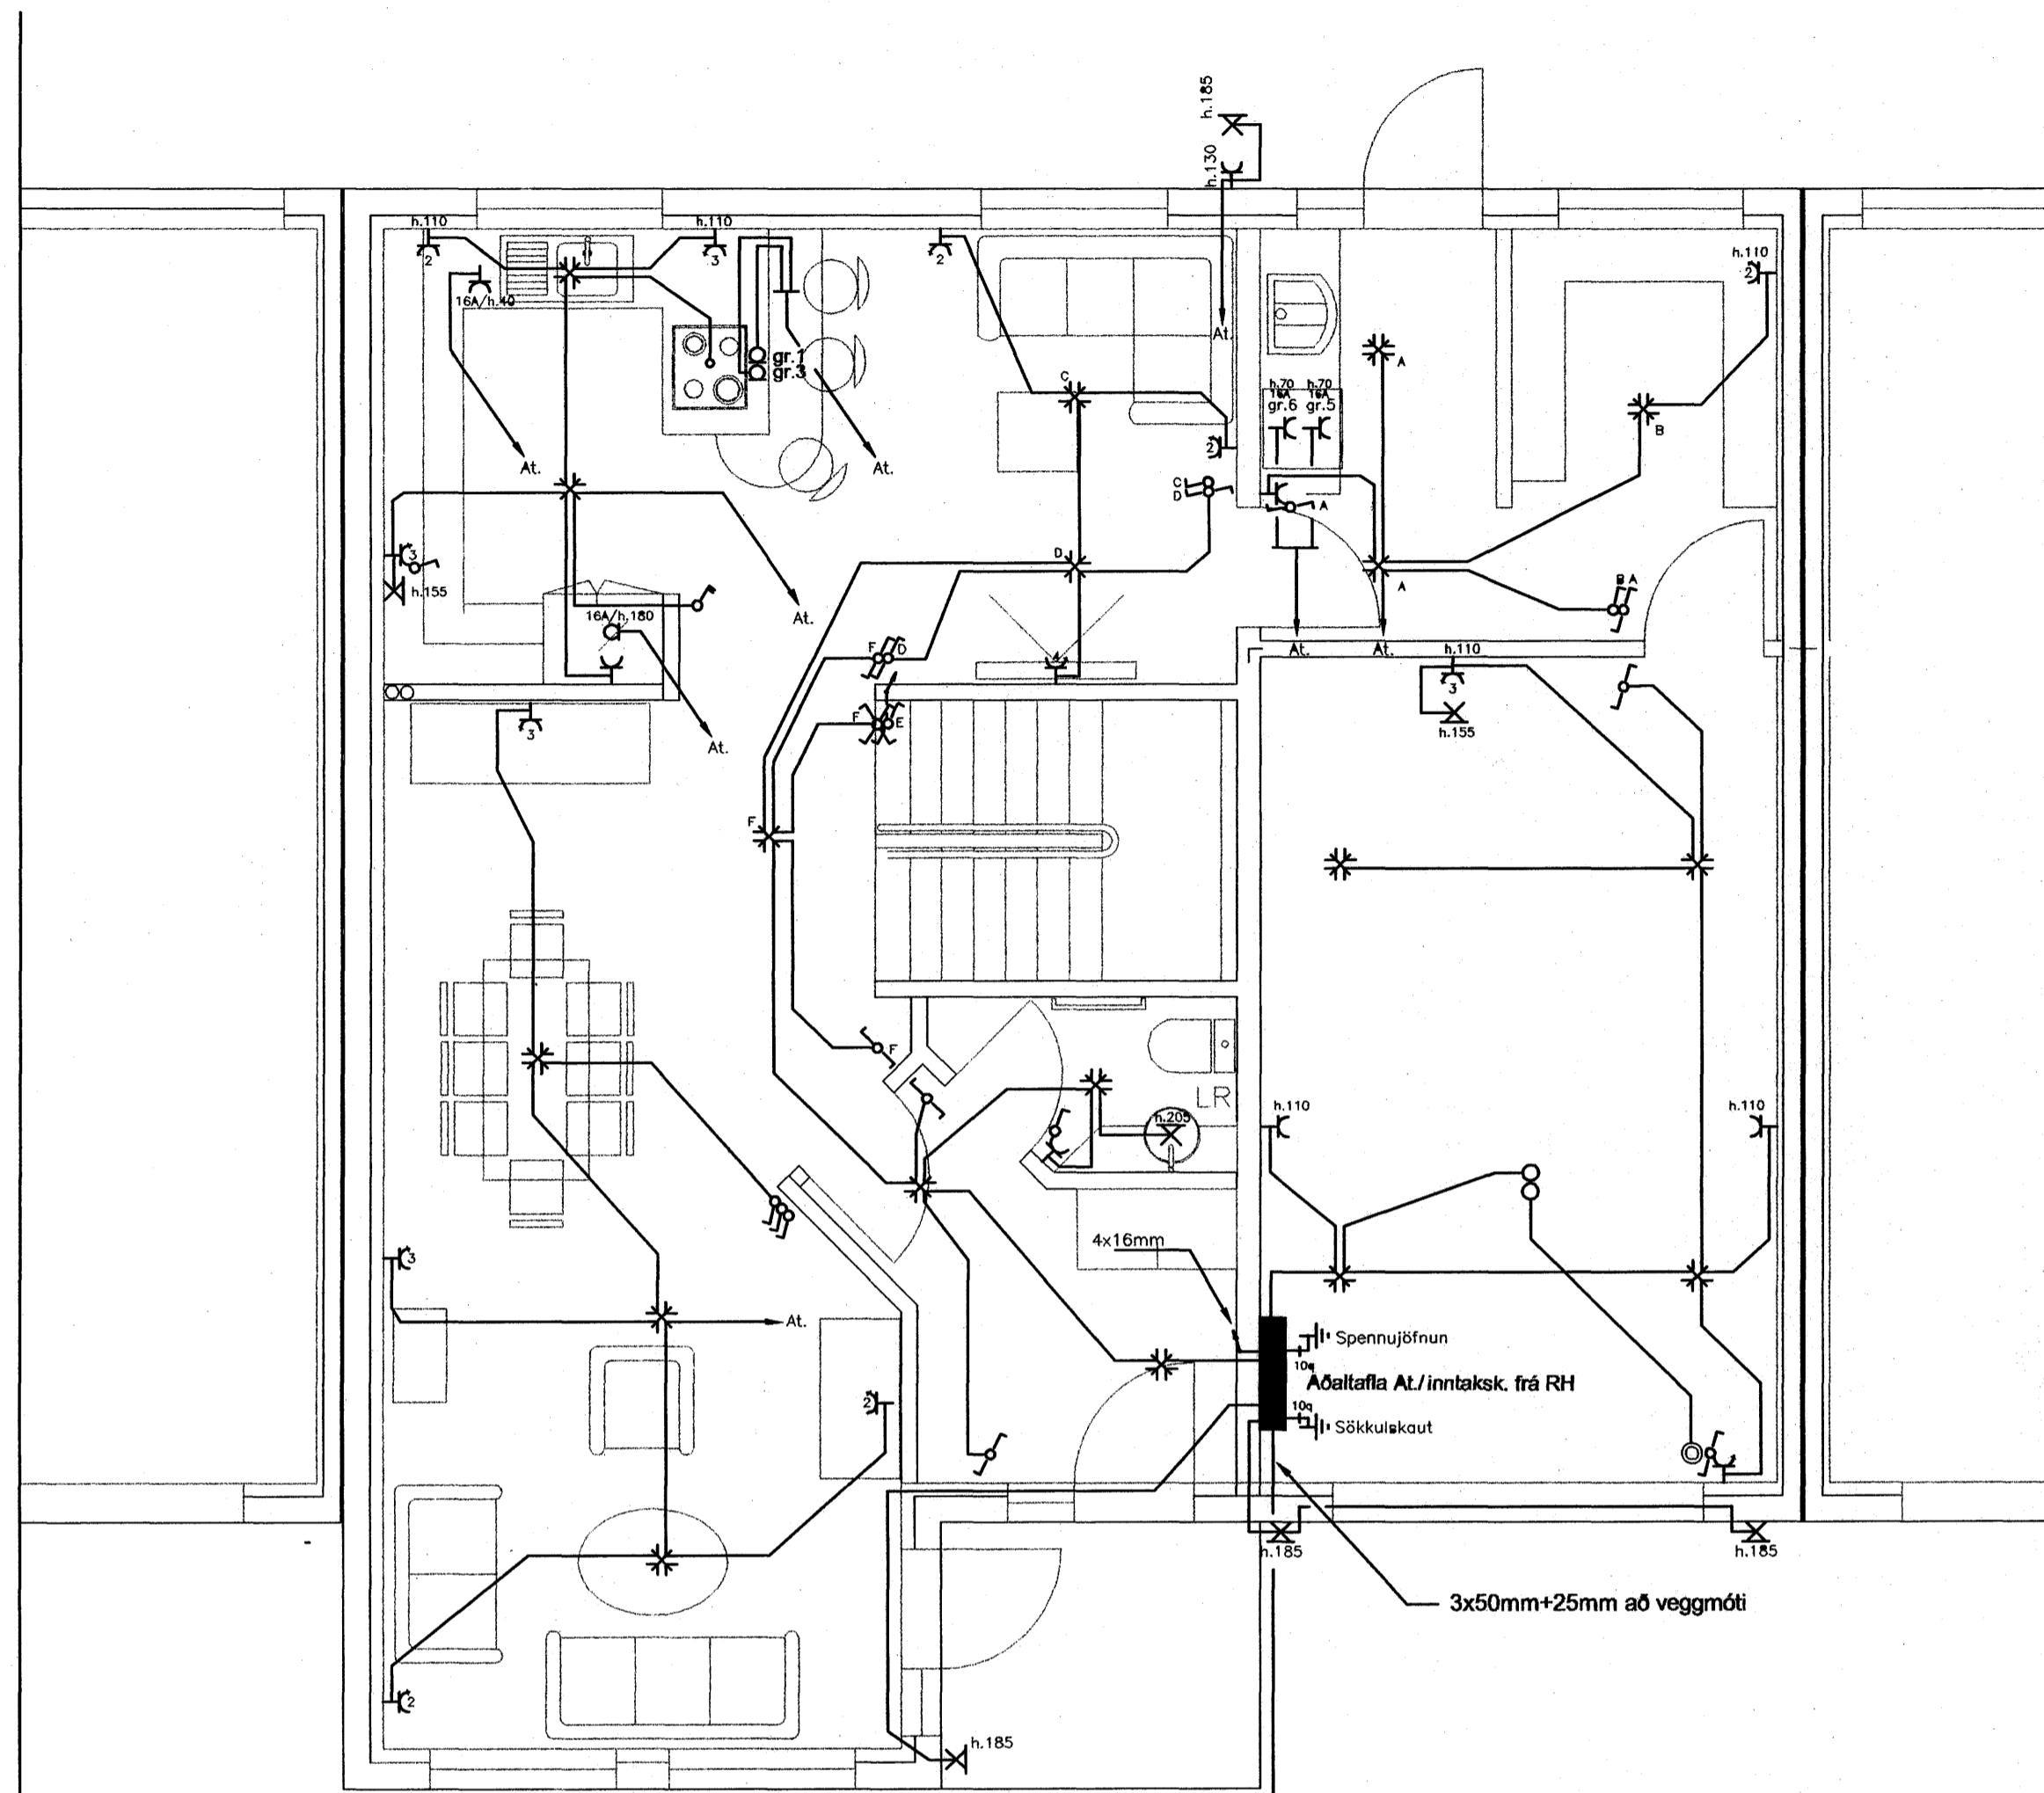 h.185
h.130
h.110
h.110
h.110
2
3
2
2
16A/h.40
At.
gr.1
gr.3
A
h.70
h.70
16A
16A
gr.6
gr.5
C
B
2
At.
At.
C
D
A
3
D
A
B A
h.155
At.
16A/h.180
F
D
4
At.
At.
h.110
3
3
F
E
h.155
At.
F
F
LR
h.110
h.110
h.205
4x16mm
3
At.
Spennujöfnun
10q
Aðaltafla At./inntaksk. frá RH
2
10q
Sökkulskaut
h.185
h.185
3x50mm+25mm að veggmóti
2
h.185